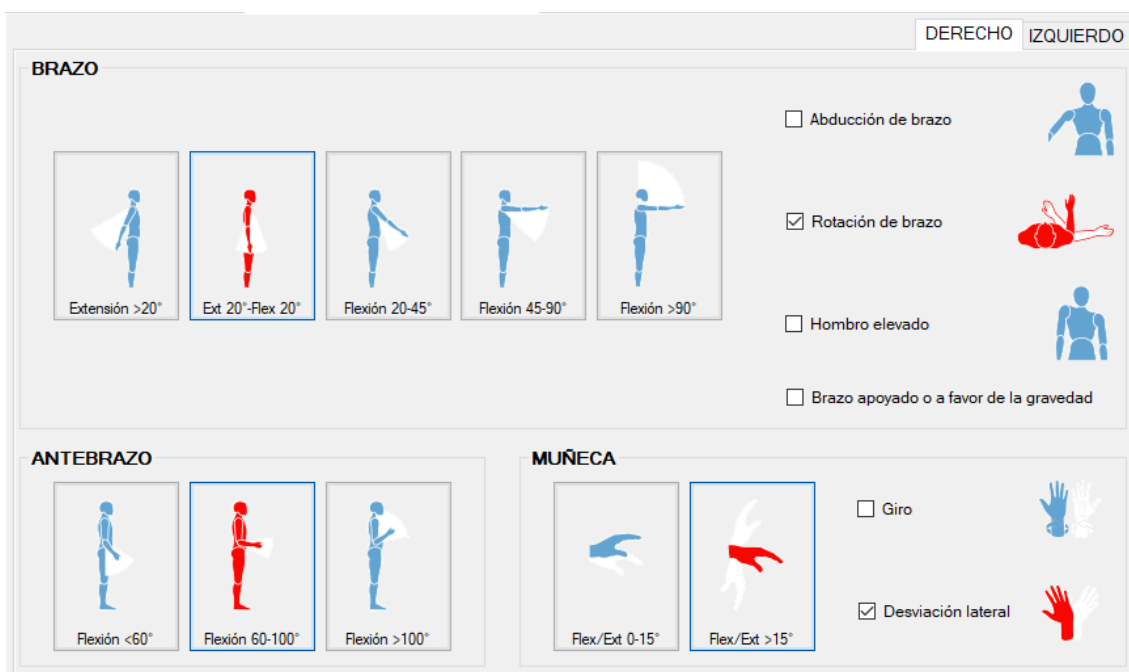 DERECHO IZQUIERDO
BRAZO
Abducción de brazo
Rotación de brazo
Extensión >20° Ext 20°-Flex 20° Flexión 20-45° Flexión 45-90° Flexión >90°
Hombro elevado
Brazo apoyado o a favor de la gravedad
ANTEBRAZO
Flexión <60° Flexión 60-100° Flexión >100°
MUÑECA
Giro
Desviación lateral
Flex/Ext 0-15° Flex/Ext >15°